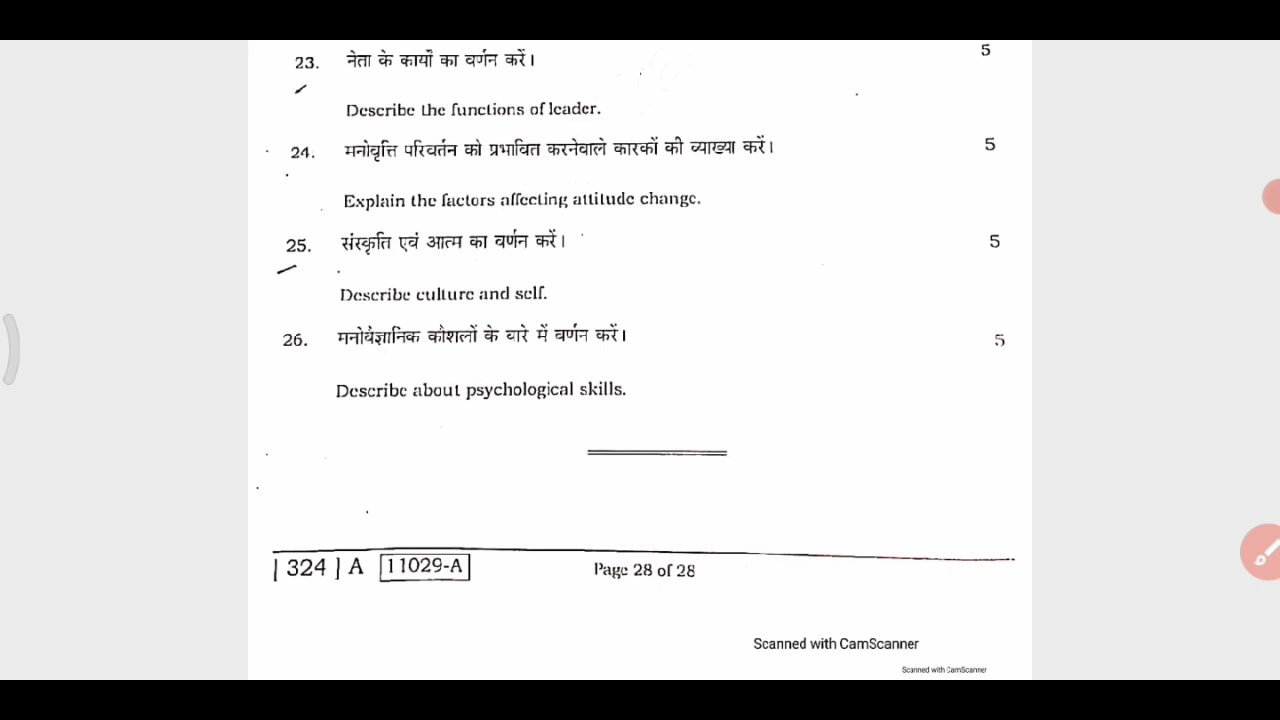 23. नेता के कार्यों का वर्णन करें। 5
Describe the functions of leader.
24. मनोवृत्ति परिवर्तन को प्रभावित करनेवाले कारकों की व्याख्या करें। 5
Explain the factors affecting attitude change.
25. संस्कृति एवं आत्म का वर्णन करें। 5
Describe culture and self.
26. मनोवैज्ञानिक कौशलों के बारे में वर्णन करें। 5
Describe about psychological skills.
[ 324 ] A 11029-A Page 28 of 28
Scanned with CamScanner
Scanned with CamScanner